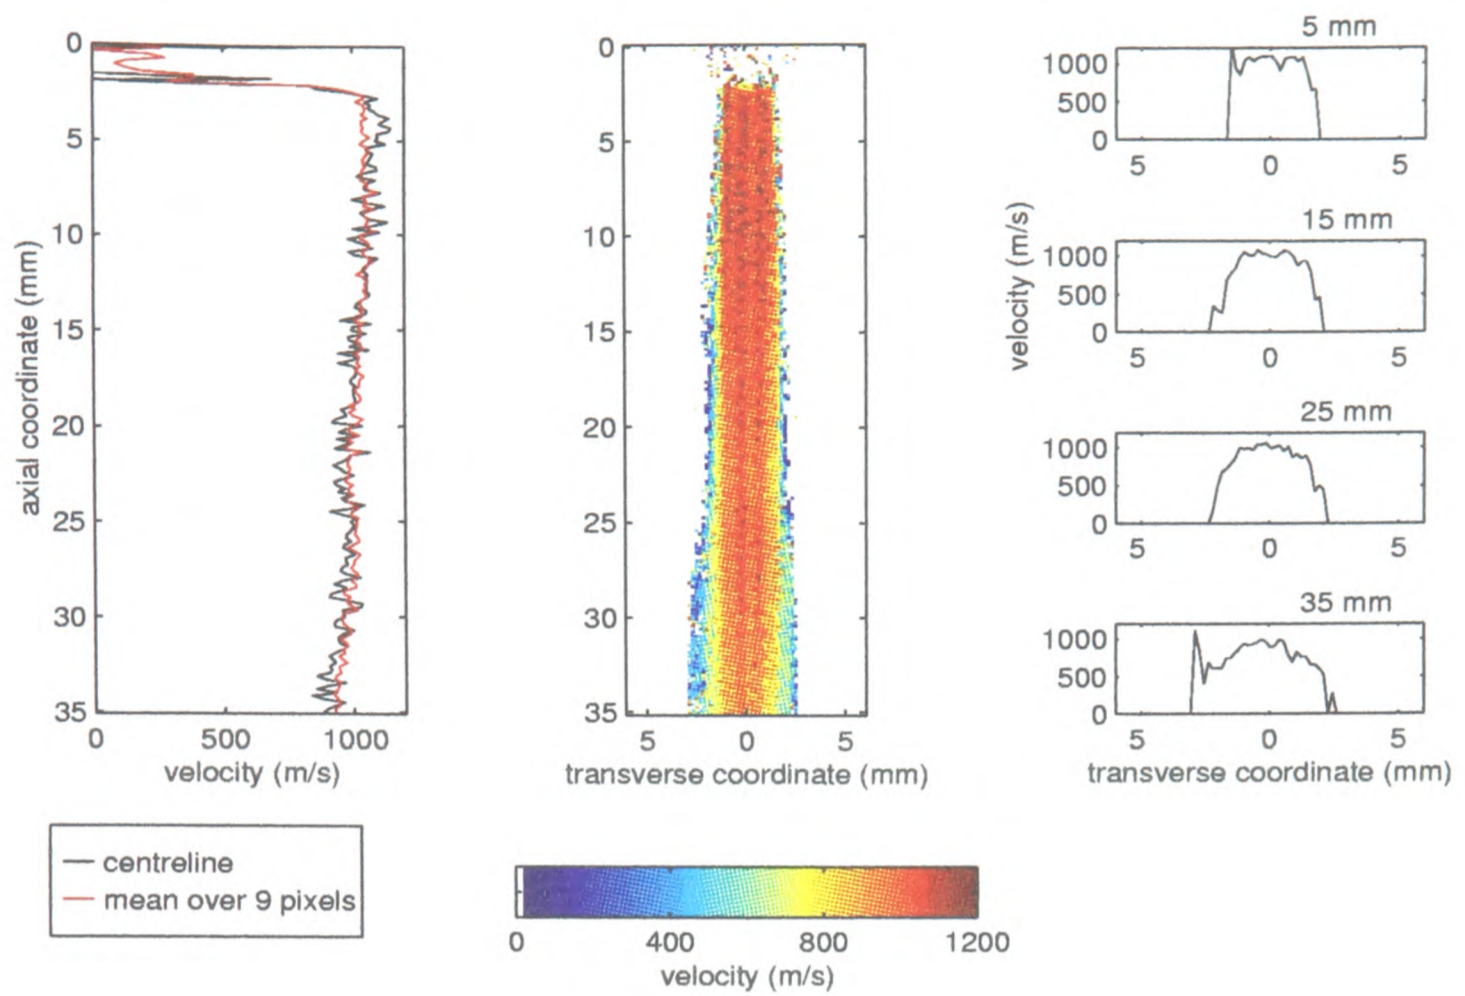 0
5
10
15
20
25
30
35
axial coordinate (mm)
0 500 1000
velocity (m/s)
centreline
mean over 9 pixels
0
5
10
15
20
25
30
35
5 0 5
transverse coordinate (mm)
0 400 800 1200
velocity (m/s)
velocity (m/s)
5 mm
1000
500
0
5 0 5
15 mm
1000
500
0
5 0 5
25 mm
1000
500
0
5 0 5
35 mm
1000
500
0
5 0 5
transverse coordinate (mm)